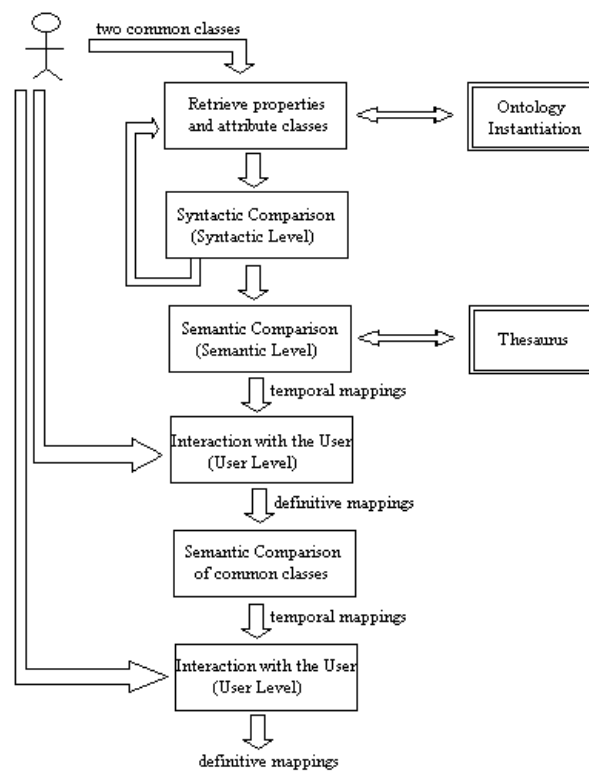 two common classes
Retrieve properties
and attribute classes
Ontology
Instantiation
Syntactic Comparison
(Syntactic Level)
Semantic Comparison
(Semantic Level)
Thesaurus
temporal mappings
Interaction with the User
(User Level)
definitive mappings
Semantic Comparison
of common classes
temporal mappings
Interaction with the User
(User Level)
definitive mappings